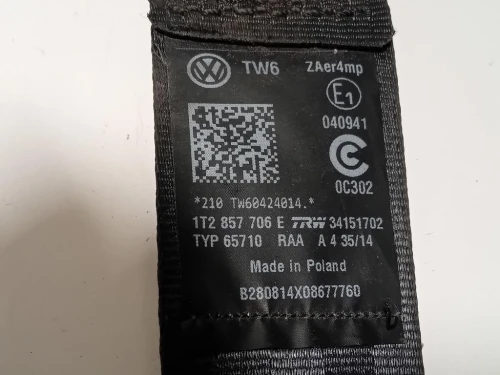 TW6 ZAer4mp
E1
040941
C
0C302
*210 TW60424014.*
1T2 857 706 E TRW 34151702
TYP 65710 RAA A 4 35/14
Made in Poland
B280814X08677760